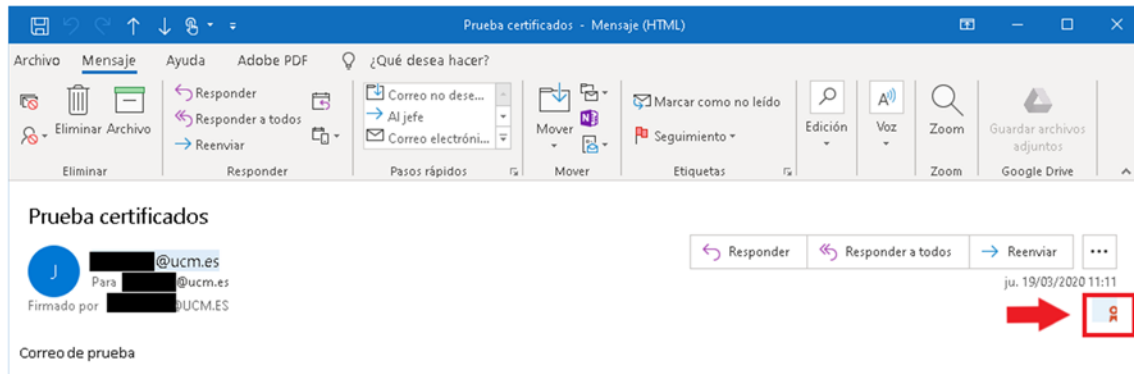 Prueba certificados - Mensaje (HTML)
Archivo Mensaje Ayuda Adobe PDF ¿Qué desea hacer?
Eliminar Archivo
Eliminar
Responder
Responder a todos
Reenviar
Responder
Correo no dese...
Al jefe
Correo electróni...
Pasos rápidos
Mover
Mover
Marcar como no leído
Seguimiento
Etiquetas
Edición
Voz
Zoom
Zoom
Guardar archivos
adjuntos
Google Drive
Prueba certificados
J
@ucm.es
Para @ucm.es
Firmado por @UCM.ES
Responder Responder a todos Reenviar
ju. 19/03/2020 11:11
Correo de prueba